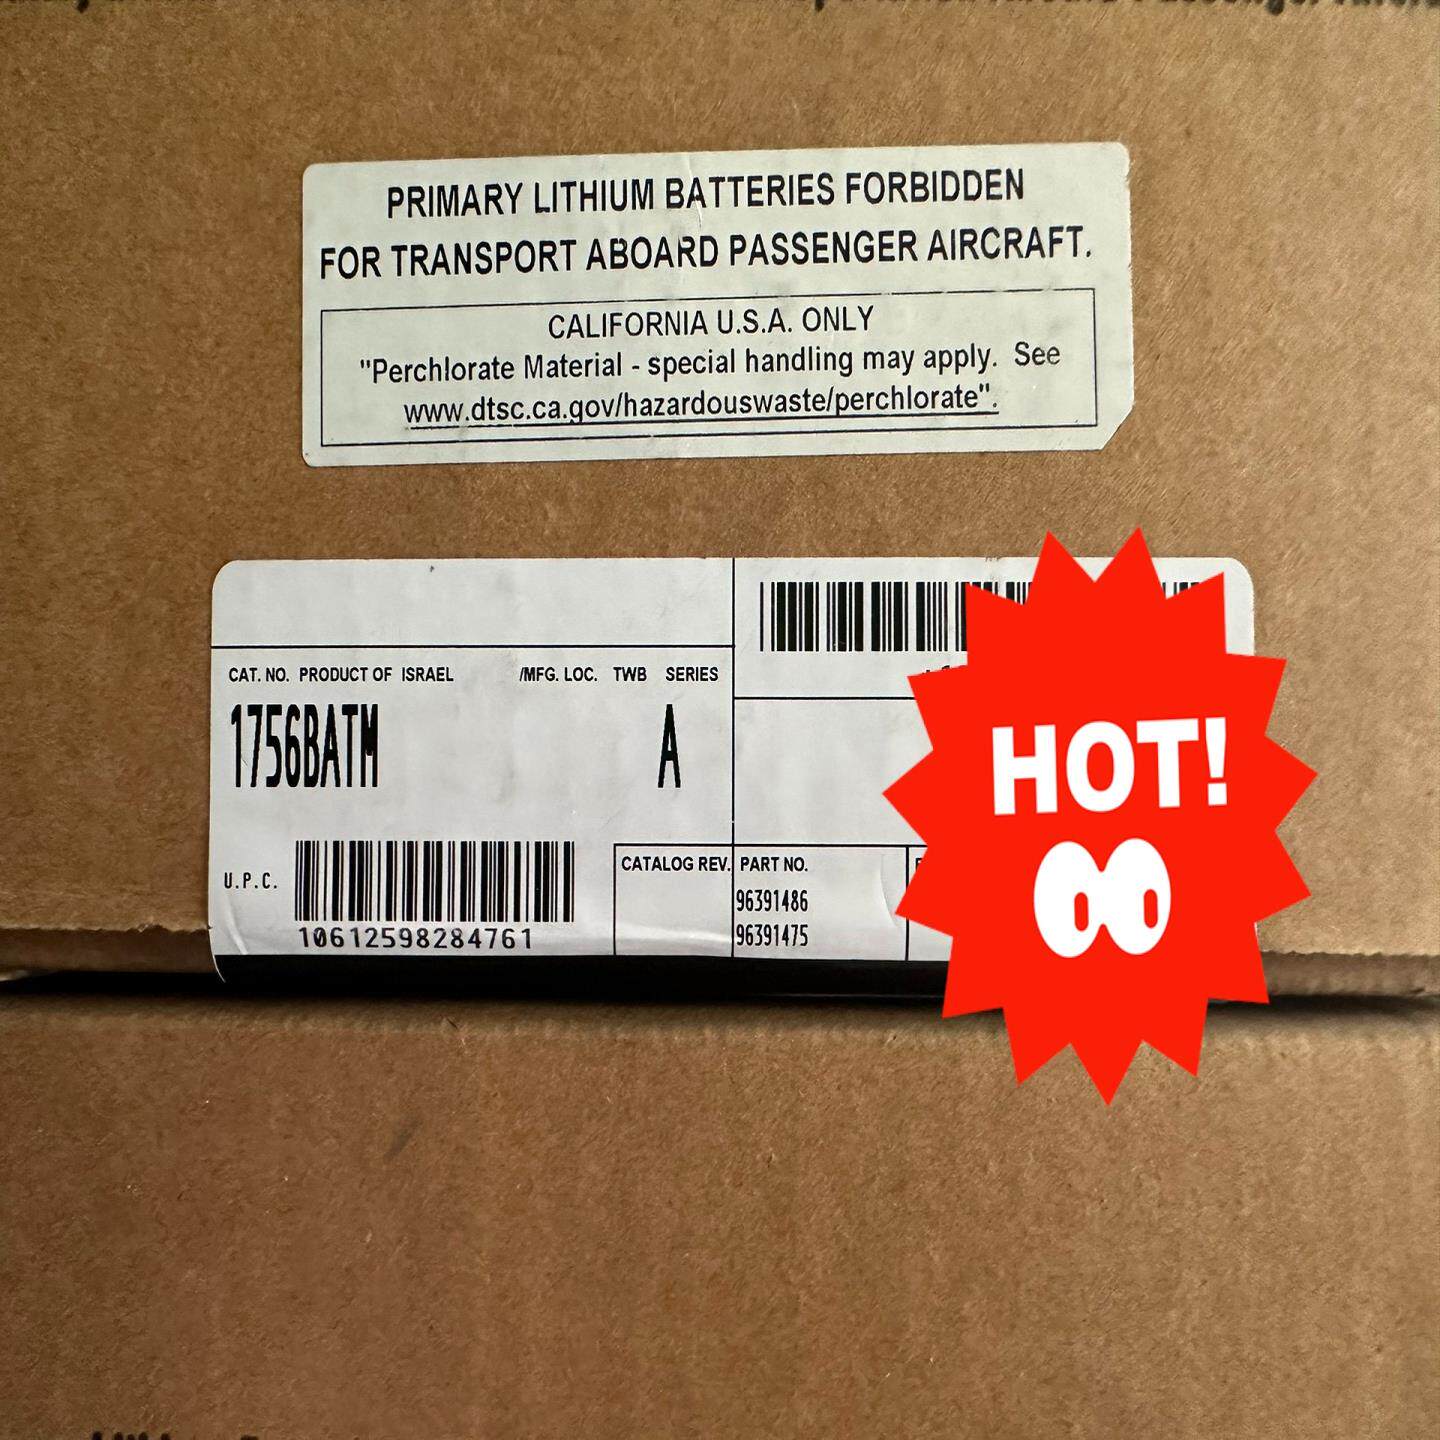 PRIMARY LITHIUM BATTERIES FORBIDDEN
FOR TRANSPORT ABOARD PASSENGER AIRCRAFT.
CALIFORNIA U.S.A. ONLY
"Perchlorate Material - special handling may apply.  See
www.dtsc.ca.gov/hazardouswaste/perchlorate".
CAT. NO. PRODUCT OF ISRAEL /MFG. LOC. TWB SERIES
1756BATM A
U.P.C.
10612598284761
CATALOG REV. PART NO.
96391486
96391475
HOT!